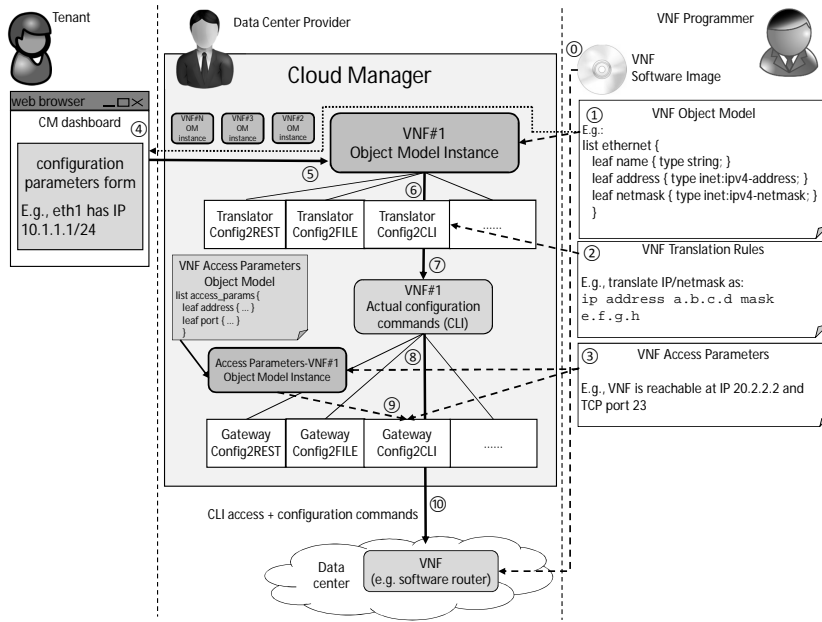 Tenant
Data Center Provider
VNF Programmer
⓪
VNF
Software Image
Cloud Manager
web browser
CM dashboard
④
configuration
parameters form
E.g., eth1 has IP
10.1.1.1/24
VNF#N
OM
instance
VNF#3
OM
instance
VNF#2
OM
instance
VNF#1
Object Model Instance
⑤
⑥
① VNF Object Model
E.g.:
list ethernet {
leaf name { type string; }
leaf address { type inet:ipv4-address; }
leaf netmask { type inet:ipv4-netmask; }
}
Translator
Config2REST
Translator
Config2FILE
Translator
Config2CLI
......
② VNF Translation Rules
E.g., translate IP/netmask as:
ip address a.b.c.d mask
e.f.g.h
⑦
VNF Access Parameters
Object Model
list access_params{
leaf address { ... }
leaf port { ... }
}
VNF#1
Actual configuration
commands (CLI)
⑧
③ VNF Access Parameters
E.g., VNF is reachable at IP 20.2.2.2 and
TCP port 23
Access Parameters-VNF#1
Object Model Instance
⑨
Gateway
Config2REST
Gateway
Config2FILE
Gateway
Config2CLI
......
⑩
CLI access + configuration commands
Data
center
VNF
(e.g. software router)